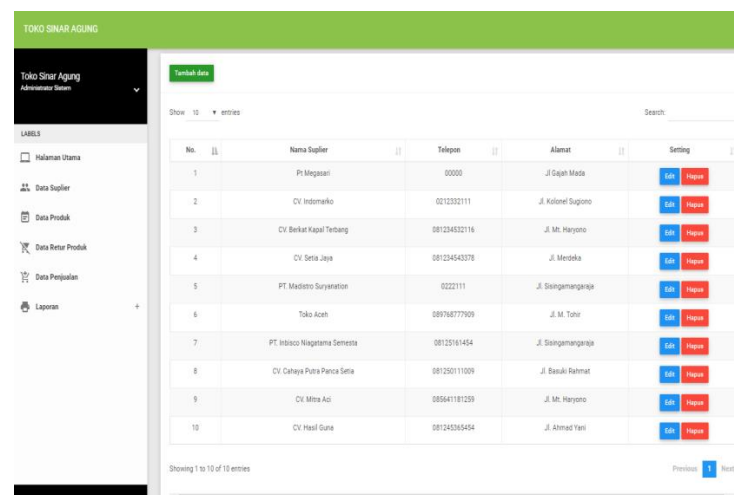 TOKO SINAR AGUNG
Toko Sinar Agung
Administrator Sistem
LABELS
Halaman Utama
Data Suplier
Data Produk
Data Retur Produk
Data Penjualan
Laporan +
Tambah data
Show 10 entries
Search:
No. Nama Suplier Telepon Alamat Setting
1 Pt Megasari 00000 Jl Gajah Mada Edit Hapus
2 CV. Indomarko 0212332111 Jl. Kolonel Sugiono Edit Hapus
3 CV. Berkat Kapal Terbang 081234532116 Jl. Mt. Haryono Edit Hapus
4 CV. Setia Jaya 081234543378 Jl. Merdeka Edit Hapus
5 PT. Madistro Suryanation 0222111 Jl. Sisingamangaraja Edit Hapus
6 Toko Aceh 089768777909 Jl. M. Tohir Edit Hapus
7 PT. Inbisco Niagatama Semesta 08125161454 Jl. Sisingamangaraja Edit Hapus
8 CV. Cahaya Putra Panca Setia 081250111009 Jl. Basuki Rahmat Edit Hapus
9 CV. Mitra Aci 085641181259 Jl. Mt. Haryono Edit Hapus
10 CV. Hasil Guna 081245365454 Jl. Ahmad Yani Edit Hapus
Showing 1 to 10 of 10 entries
Previous 1 Next